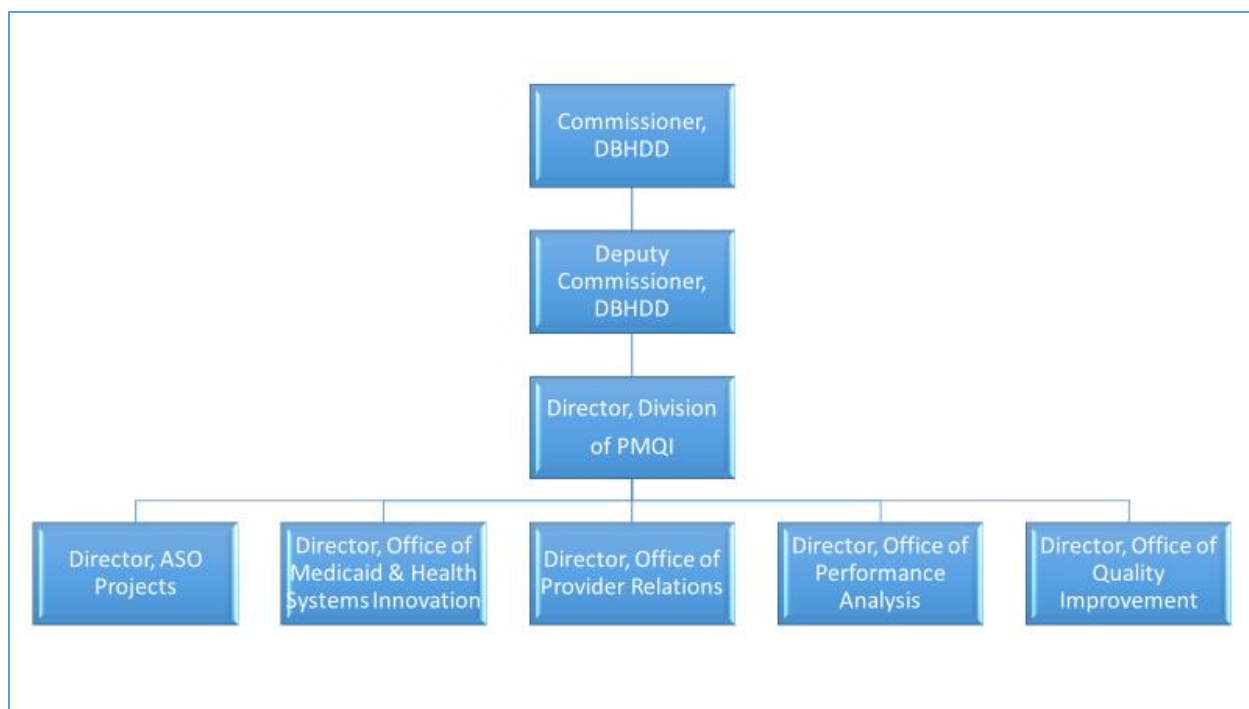 Commissioner,
DBHDD
Deputy
Commissioner,
DBHDD
Director, Division
of PMQI
Director, ASO
Projects
Director, Office of
Medicaid & Health
Systems Innovation
Director, Office of
Provider Relations
Director, Office of
Performance
Analysis
Director, Office of
Quality
Improvement